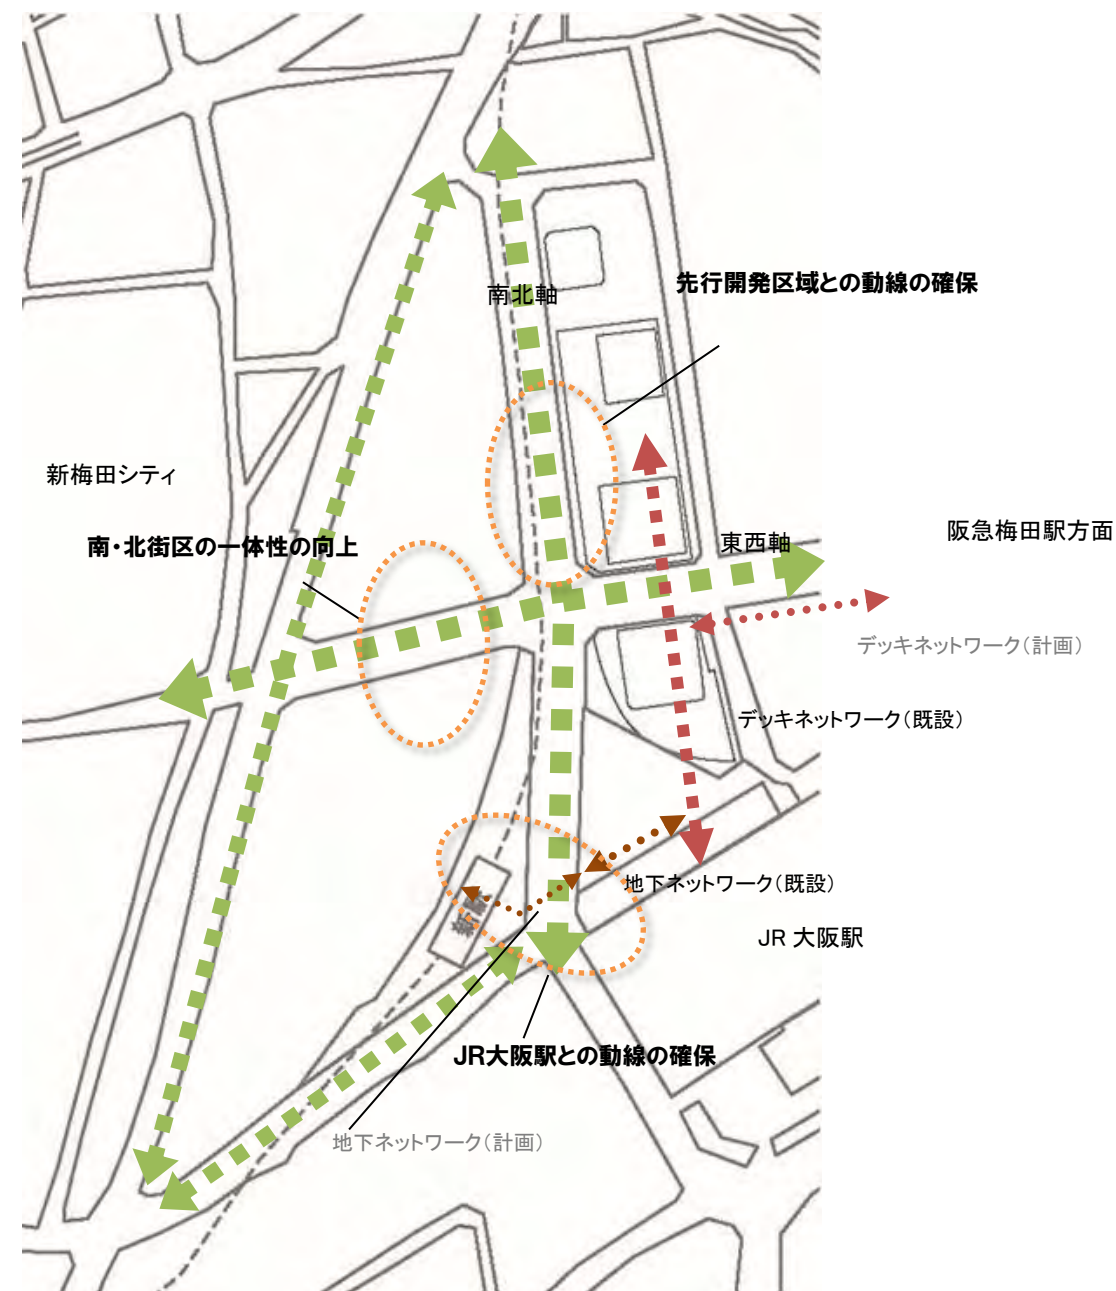 先行開発区域との動線の確保
南北軸
新梅田シティ
阪急梅田駅方面
東西軸
南・北街区の一体性の向上
デッキネットワーク(計画)
デッキネットワーク(既設)
地下ネットワーク(既設)
JR 大阪駅
JR大阪駅との動線の確保
地下ネットワーク(計画)